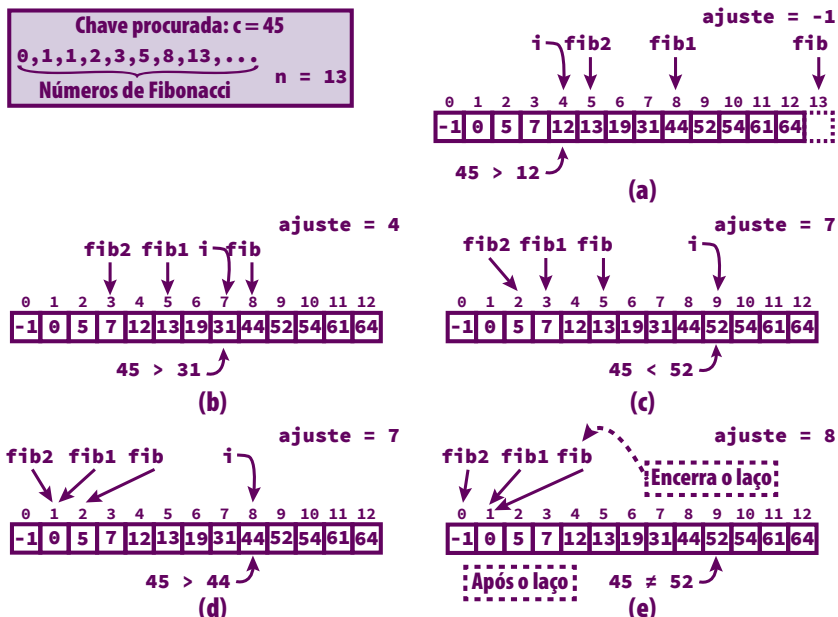 Chave procurada: c = 45
0,1,1,2,3,5,8,13,...
Números de Fibonacci
n = 13
ajuste = -1
i fib2 fib1 fib
0 1 2 3 4 5 6 7 8 9 10 11 12 13
-1 0 5 7 12 13 19 31 44 52 54 61 64
45 > 12
(a)
ajuste = 4
fib2 fib1 i fib
0 1 2 3 4 5 6 7 8 9 10 11 12
-1 0 5 7 12 13 19 31 44 52 54 61 64
45 > 31
(b)
ajuste = 7
fib2 fib1 fib i
0 1 2 3 4 5 6 7 8 9 10 11 12
-1 0 5 7 12 13 19 31 44 52 54 61 64
45 < 52
(c)
ajuste = 7
fib2 fib1 fib i
0 1 2 3 4 5 6 7 8 9 10 11 12
-1 0 5 7 12 13 19 31 44 52 54 61 64
45 > 44
(d)
ajuste = 8
fib2 fib1 fib
Encerra o laço
0 1 2 3 4 5 6 7 8 9 10 11 12
-1 0 5 7 12 13 19 31 44 52 54 61 64
Após o laço
45 ≠ 52
(e)